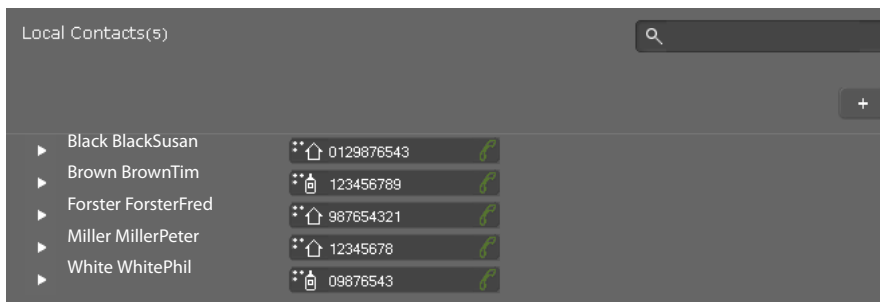 Local Contacts(5)
+
Black BlackSusan 0129876543
Brown BrownTim 123456789
Forster ForsterFred 987654321
Miller MillerPeter 12345678
White WhitePhil 09876543